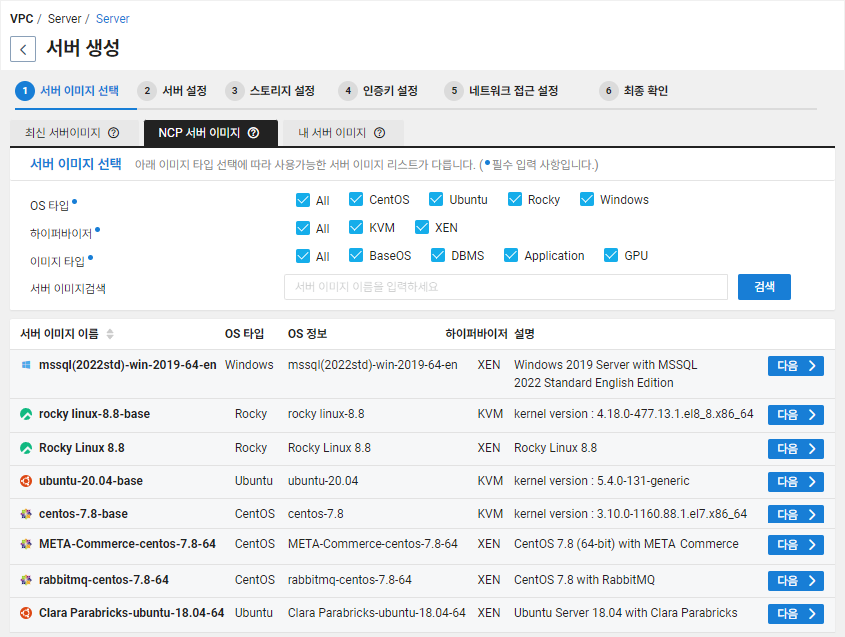 VPC / Server / Server
서버 생성
1 서버 이미지 선택 2 서버 설정 3 스토리지 설정 4 인증키 설정 5 네트워크 접근 설정 6 최종 확인
최신 서버이미지 ? NCP 서버 이미지 ? 내 서버 이미지 ?
서버 이미지 선택 아래 이미지 타입 선택에 따라 사용가능한 서버 이미지 리스트가 다릅니다. (•필수 입력 사항입니다.)
OS 타입• All CentOS Ubuntu Rocky Windows
하이퍼바이저• All KVM XEN
이미지 타입• All BaseOS DBMS Application GPU
서버 이미지검색 서버 이미지 이름을 입력하세요 검색
서버 이미지 이름 OS 타입 OS 정보 하이퍼바이저 설명
mssql(2022std)-win-2019-64-en Windows mssql(2022std)-win-2019-64-en XEN Windows 2019 Server with MSSQL 다음
2022 Standard English Edition
rocky linux-8.8-base Rocky rocky linux-8.8 KVM kernel version : 4.18.0-477.13.1.el8_8.x86_64 다음
Rocky Linux 8.8 Rocky Rocky Linux 8.8 XEN Rocky Linux 8.8 다음
ubuntu-20.04-base Ubuntu ubuntu-20.04 KVM kernel version : 5.4.0-131-generic 다음
centos-7.8-base CentOS centos-7.8 KVM kernel version : 3.10.0-1160.88.1.el7.x86_64 다음
META-Commerce-centos-7.8-64 CentOS META-Commerce-centos-7.8-64 XEN CentOS 7.8 (64-bit) with META Commerce 다음
rabbitmq-centos-7.8-64 CentOS rabbitmq-centos-7.8-64 XEN CentOS 7.8 with RabbitMQ 다음
Clara Parabricks-ubuntu-18.04-64 Ubuntu Clara Parabricks-ubuntu-18.04-64 XEN Ubuntu Server 18.04 with Clara Parabricks 다음